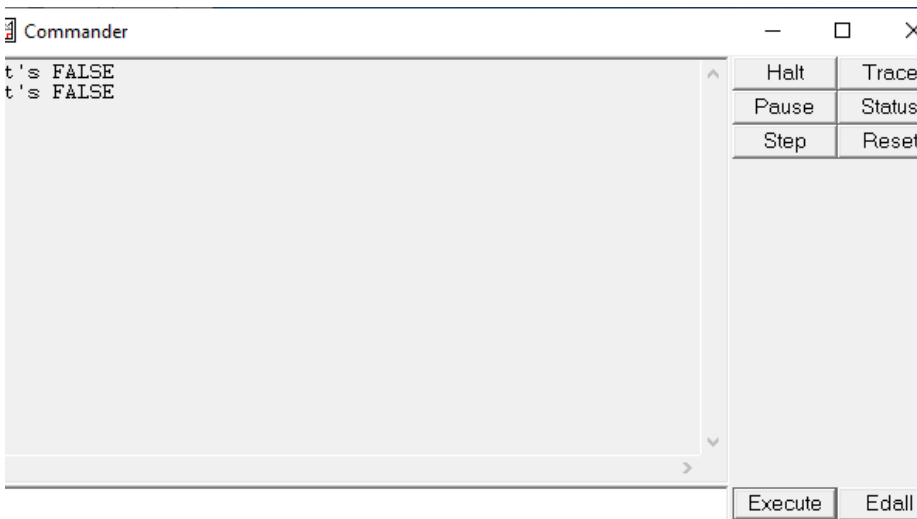 Commander
t's FALSE
t's FALSE
Halt Trace
Pause Status
Step Reset
Execute Edall